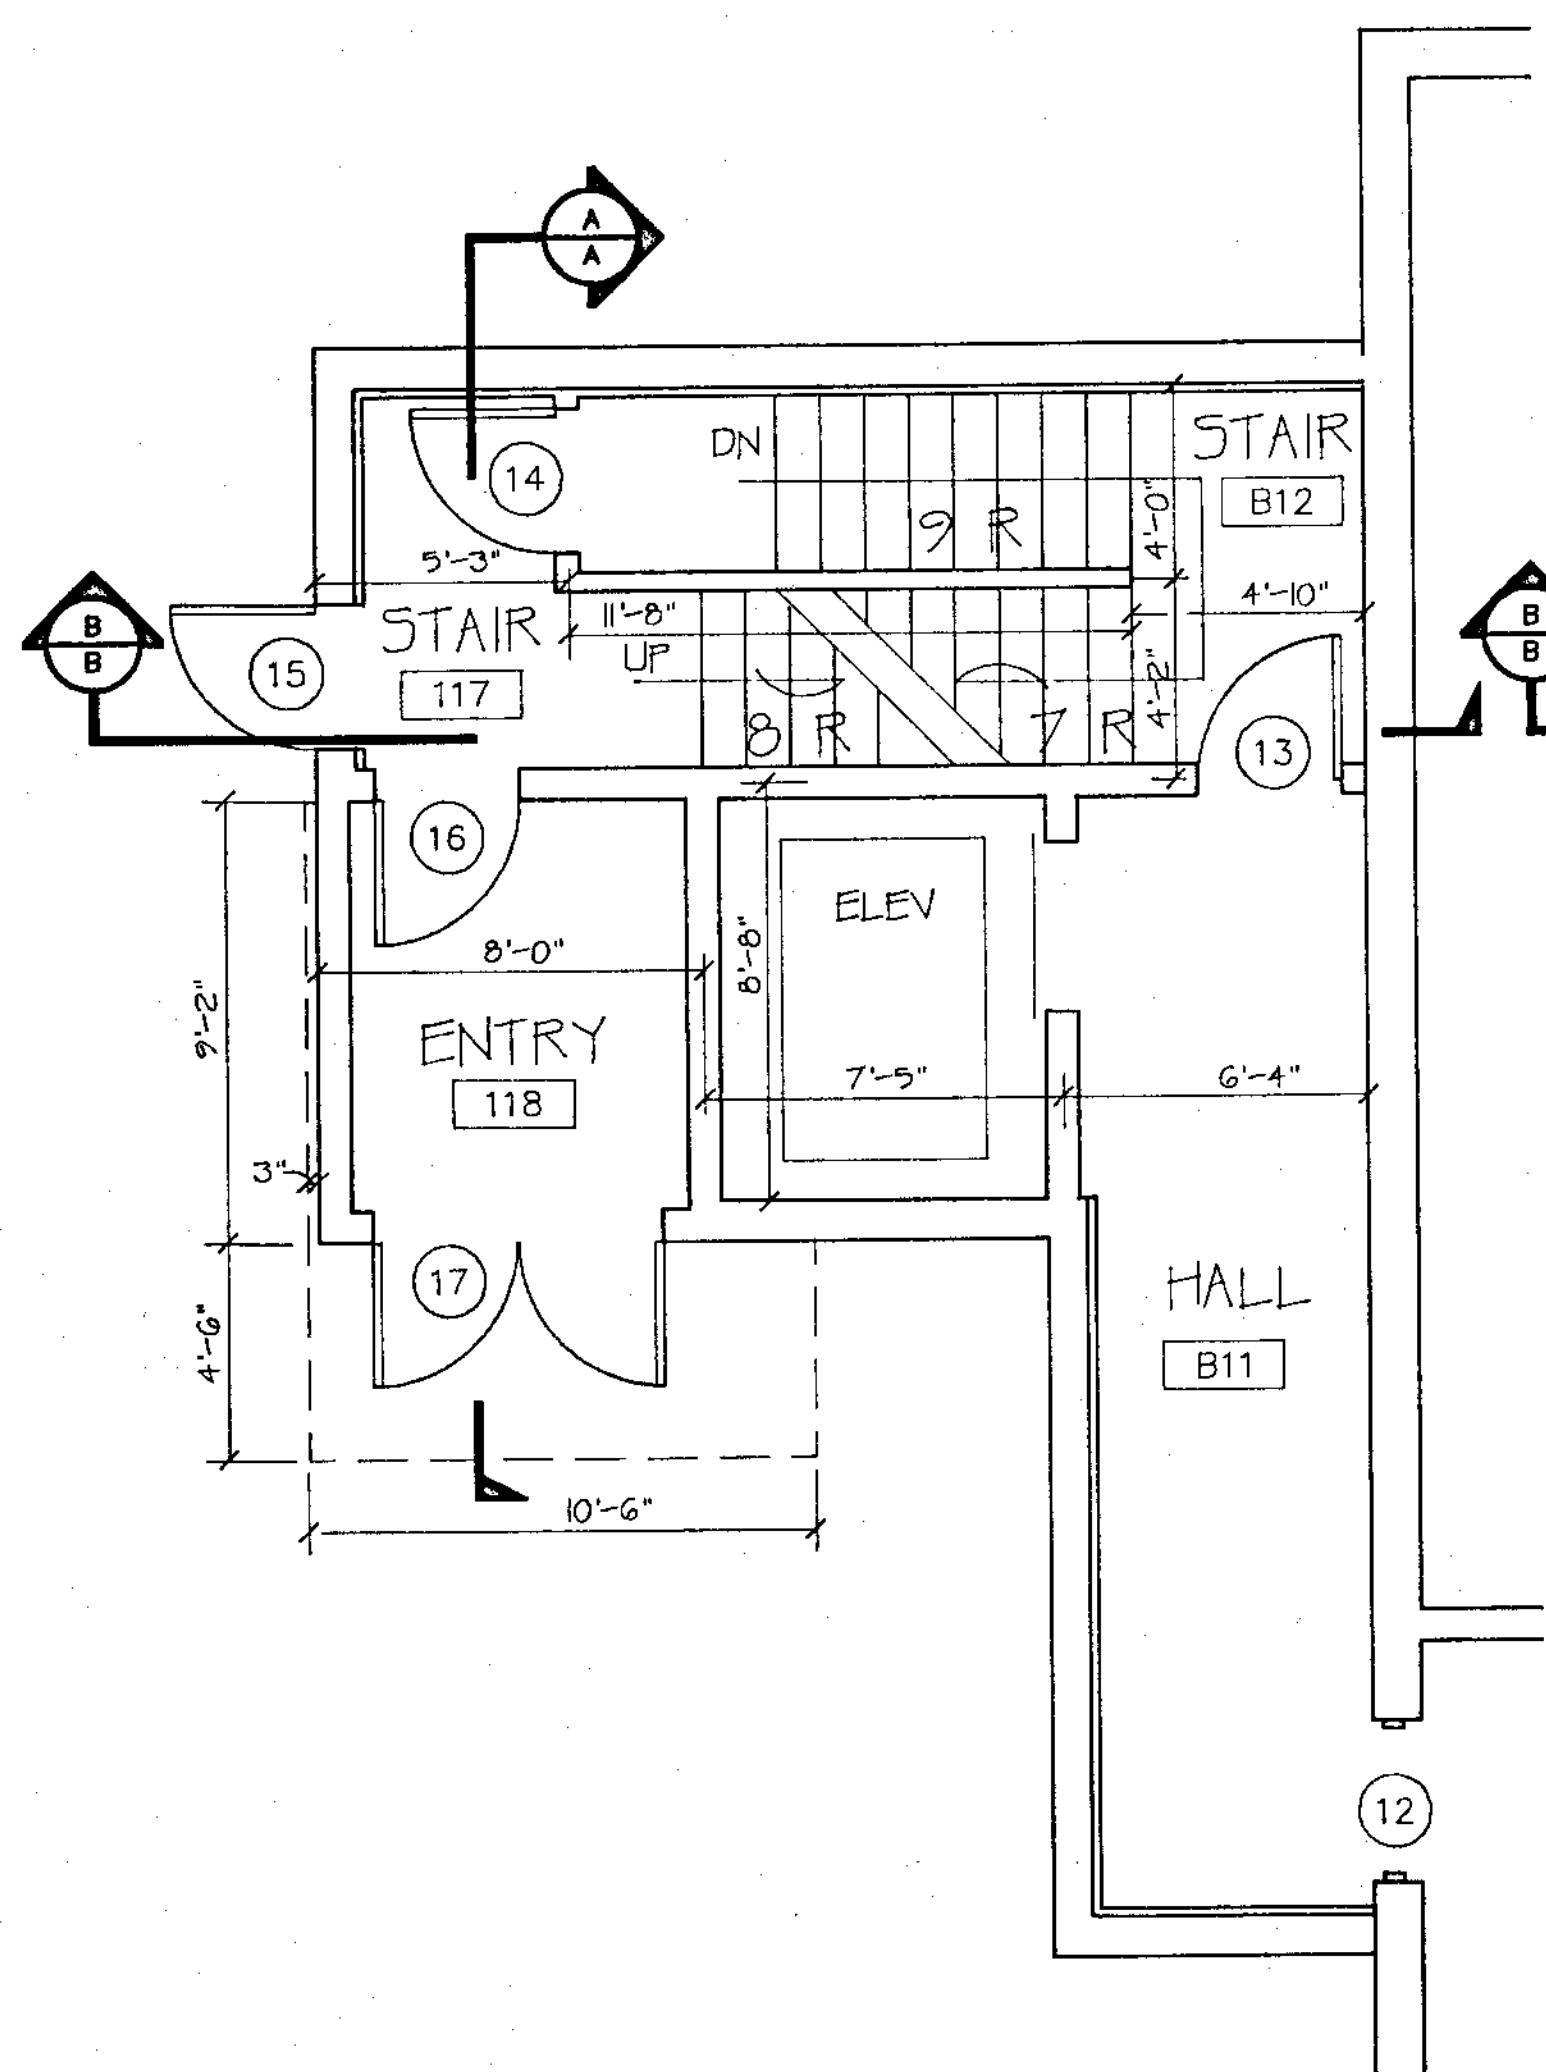 A
A
DN
STAIR
14
B12
9 R
4'-0"
5'-3"
4'-10"
11'-8"
B
B
STAIR
UP
B
B
15
117
4'-2"
8 R
7 R
13
16
ELEV
8'-0"
8'-8"
9'-2"
ENTRY
7'-5"
6'-4"
118
3"
17
HALL
4'-6"
B11
10'-6"
12